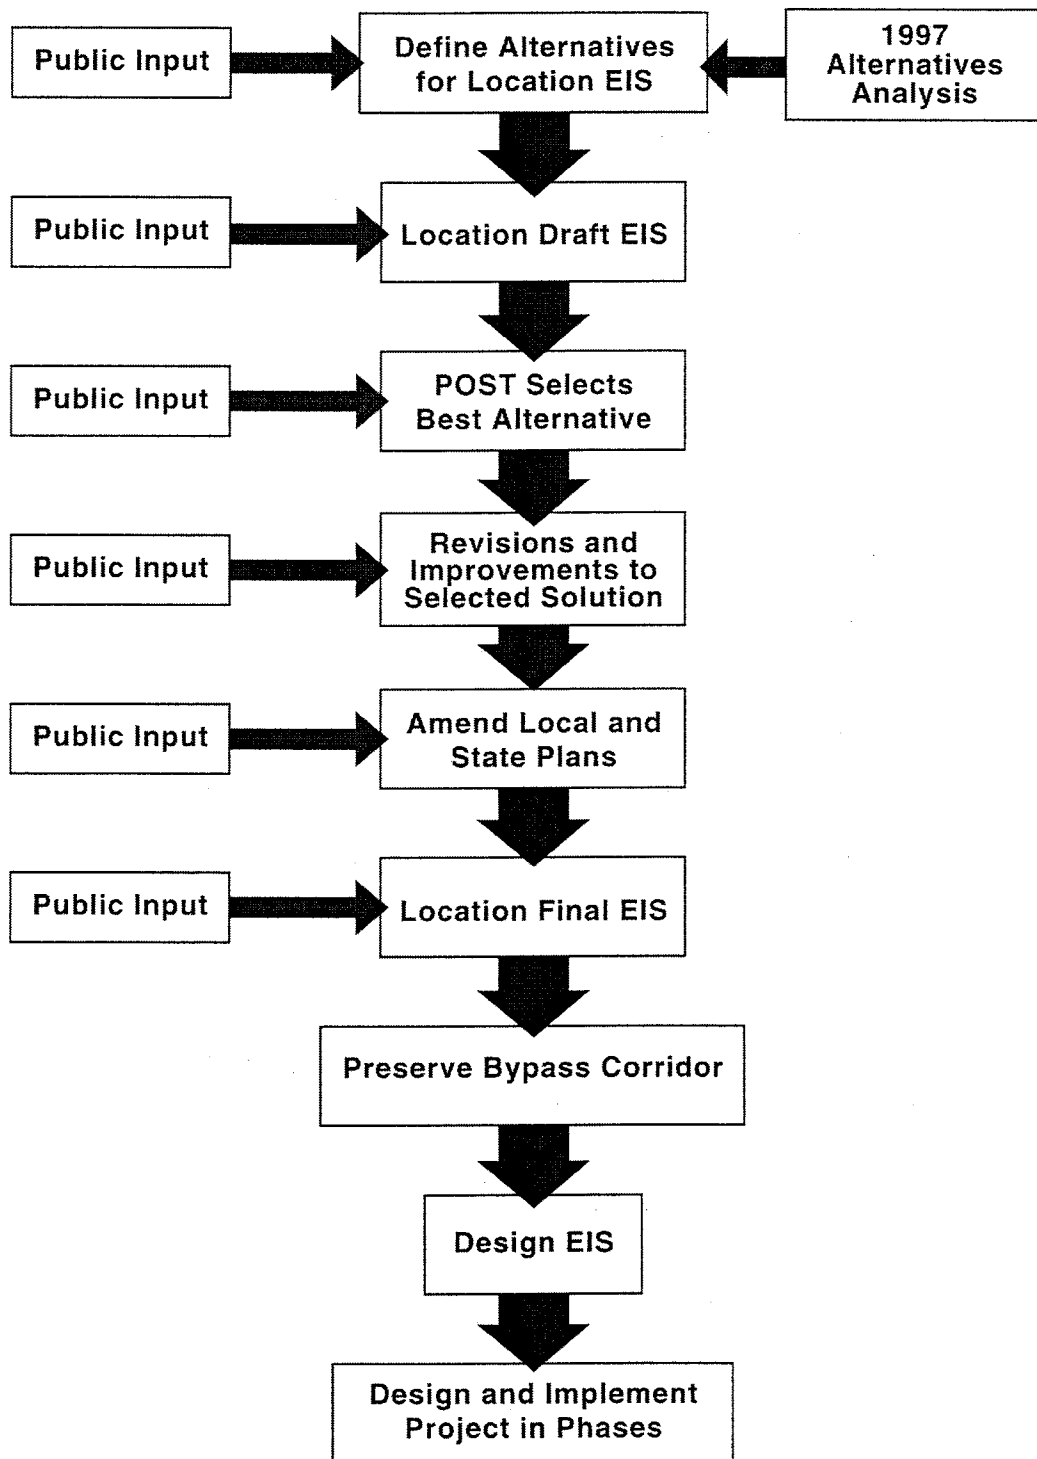 Public Input
Define Alternatives
for Location EIS
1997
Alternatives
Analysis
Public Input
Location Draft EIS
Public Input
POST Selects
Best Alternative
Public Input
Revisions and
Improvements to
Selected Solution
Public Input
Amend Local and
State Plans
Public Input
Location Final EIS
Preserve Bypass Corridor
Design EIS
Design and Implement
Project in Phases